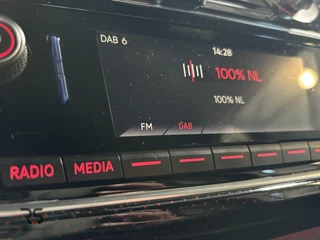 DAB 6
14:28
100% NL
100% NL
FM DAB
RADIO MEDIA